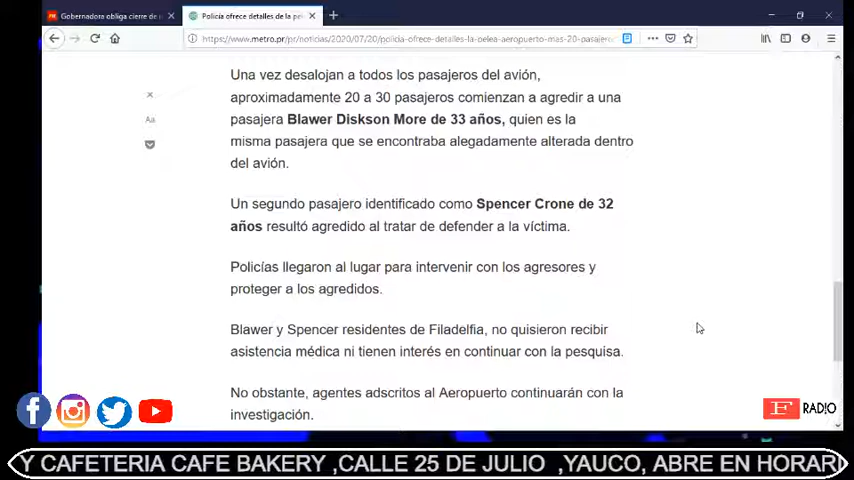 Gobernadora obliga cierre de
Policía ofrece detalles de la pe
https://www.metro.pr/pr/noticias/2020/07/20/policia-ofrece-detalles-la-pelea-aeropuerto-mas-20-pasajero
Una vez desalojan a todos los pasajeros del avión,
aproximadamente 20 a 30 pasajeros comienzan a agredir a una
pasajera Blawer Diskson More de 33 años, quien es la
misma pasajera que se encontraba alegadamente alterada dentro
del avión.
Aa
Un segundo pasajero identificado como Spencer Crone de 32
años resultó agredido al tratar de defender a la víctima.
Policías llegaron al lugar para intervenir con los agresores y
proteger a los agredidos.
Blawer y Spencer residentes de Filadelfia, no quisieron recibir
asistencia médica ni tienen interés en continuar con la pesquisa.
No obstante, agentes adscritos al Aeropuerto continuarán con la
investigación.
F RADIO
Y CAFETERIA CAFE BAKERY ,CALLE 25 DE JULIO ,YAUCO, ABRE EN HORARI